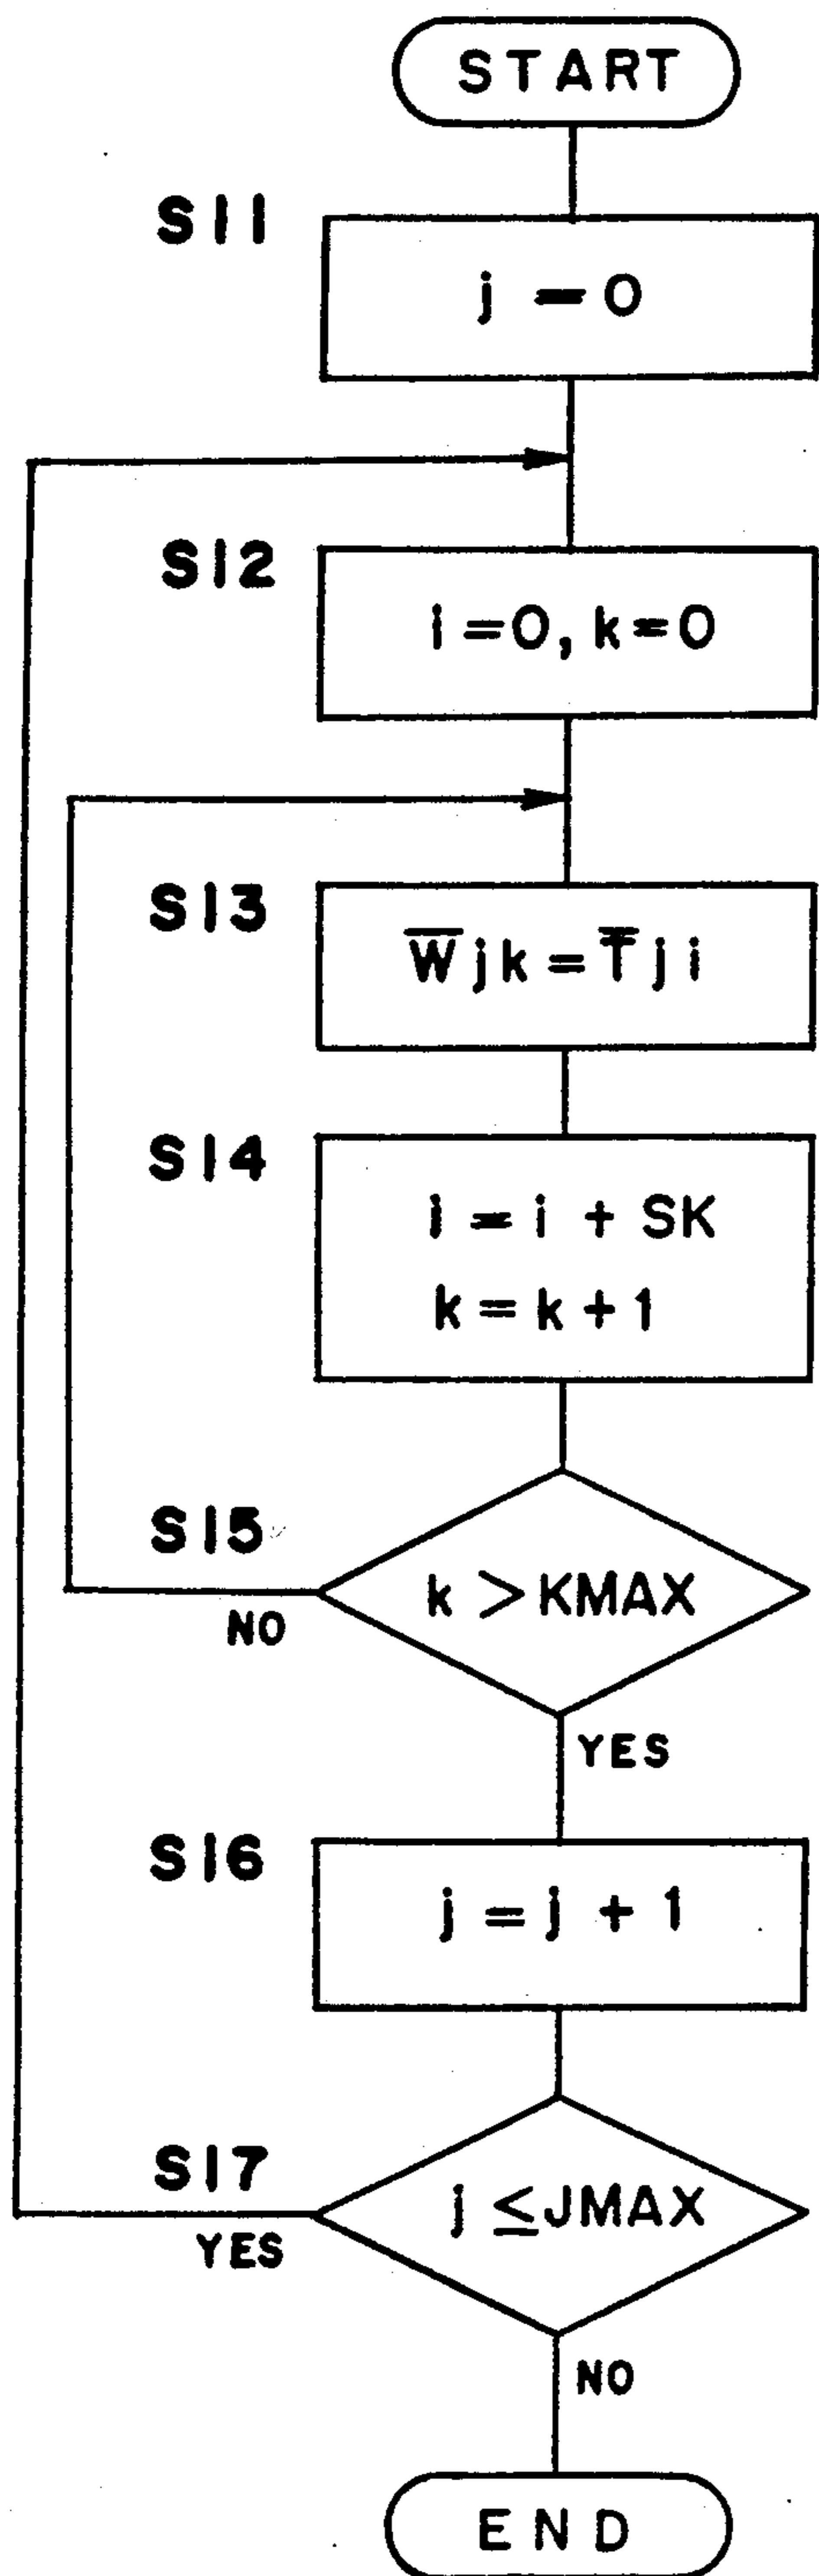 START
S11
j = 0
S12
i = 0, k = 0
S13
W̅jk = T̅ji
S14
i = i + SK
k = k + 1
S15
k > KMAX
NO
YES
S16
j = j + 1
S17
j ≤ JMAX
YES
NO
END